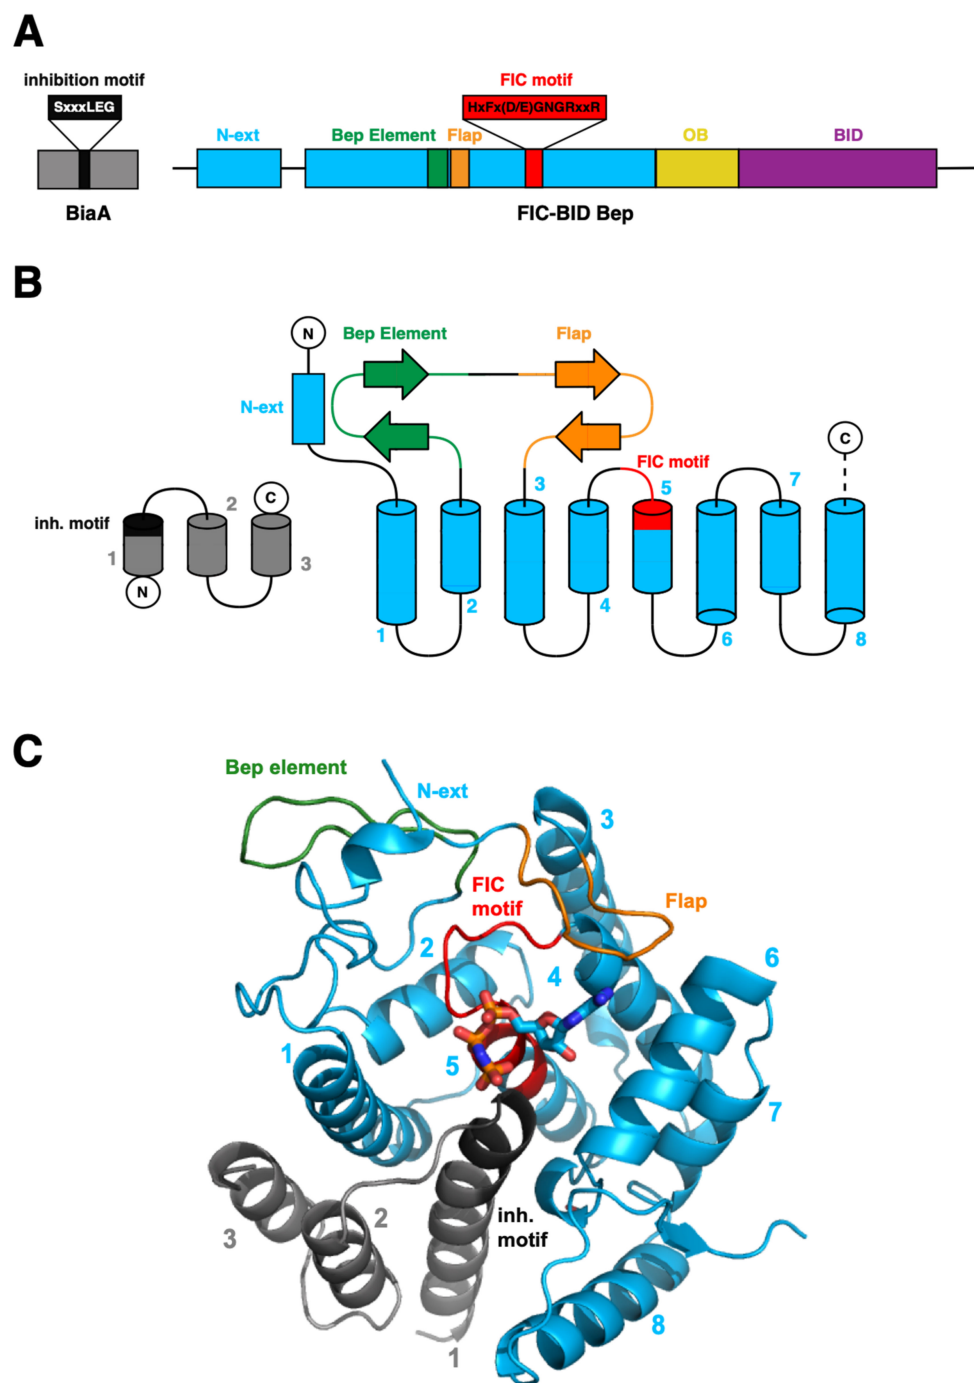 A
inhibition motif
FIC motif
SxxxLEG
HxFx(D/E)GNGRxxR
N-ext
Bep Element
Flap
OB
BID
BiaA
FIC-BID Bep
B
N
Bep Element
Flap
N-ext
C
FIC motif
3
5
7
C
2
inh. motif
1
3
N
2
4
1
6
8
C
Bep element
N-ext
3
FIC
motif
Flap
2
4
6
1
5
7
3
2
inh.
motif
8
1